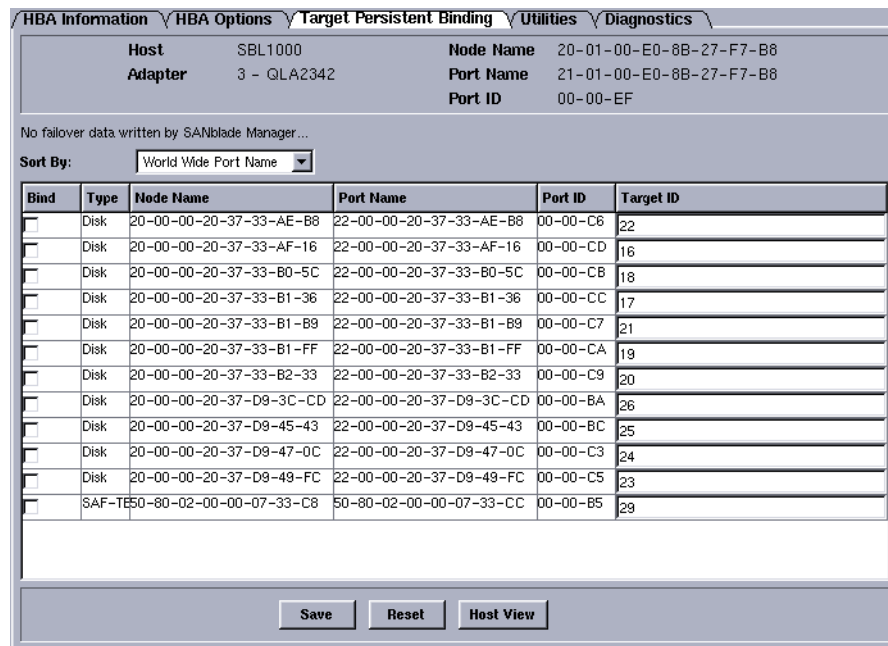 HBA Information HBA Options Target Persistent Binding Utilities Diagnostics
Host SBL1000 Node Name 20-01-00-E0-8B-27-F7-B8
Adapter 3 - QLA2342 Port Name 21-01-00-E0-8B-27-F7-B8
Port ID 00-00-EF
No failover data written by SANblade Manager...
Sort By: World Wide Port Name
Bind Type Node Name Port Name Port ID Target ID
Disk 20-00-00-20-37-33-AE-B8 22-00-00-20-37-33-AE-B8 00-00-C6 22
Disk 20-00-00-20-37-33-AF-16 22-00-00-20-37-33-AF-16 00-00-CD 16
Disk 20-00-00-20-37-33-B0-5C 22-00-00-20-37-33-B0-5C 00-00-CB 18
Disk 20-00-00-20-37-33-B1-36 22-00-00-20-37-33-B1-36 00-00-CC 17
Disk 20-00-00-20-37-33-B1-B9 22-00-00-20-37-33-B1-B9 00-00-C7 21
Disk 20-00-00-20-37-33-B1-FF 22-00-00-20-37-33-B1-FF 00-00-CA 19
Disk 20-00-00-20-37-33-B2-33 22-00-00-20-37-33-B2-33 00-00-C9 20
Disk 20-00-00-20-37-D9-3C-CD 22-00-00-20-37-D9-3C-CD 00-00-BA 26
Disk 20-00-00-20-37-D9-45-43 22-00-00-20-37-D9-45-43 00-00-BC 25
Disk 20-00-00-20-37-D9-47-0C 22-00-00-20-37-D9-47-0C 00-00-C3 24
Disk 20-00-00-20-37-D9-49-FC 22-00-00-20-37-D9-49-FC 00-00-C5 23
SAF-TE 50-80-02-00-00-07-33-C8 50-80-02-00-00-07-33-CC 00-00-B5 29
Save Reset Host View